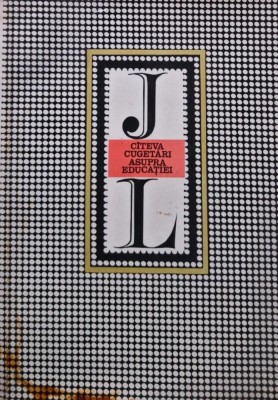 J
CÎTEVA
CUGETĂRI
ASUPRA
EDUCAȚIEI
L